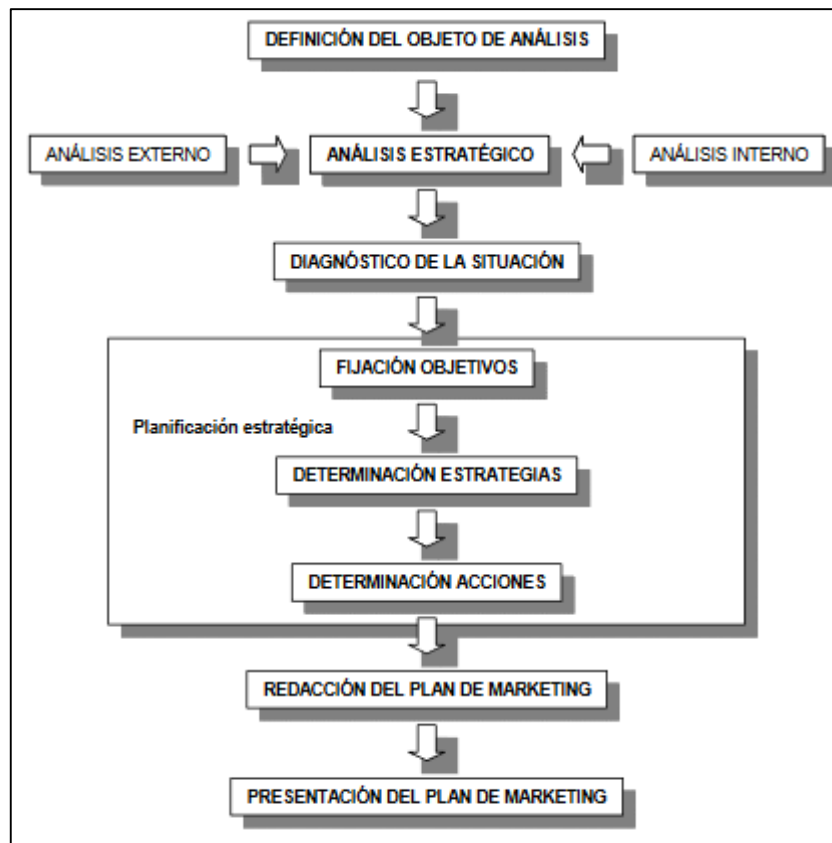 DEFINICIÓN DEL OBJETO DE ANÁLISIS
ANÁLISIS EXTERNO
ANÁLISIS ESTRATÉGICO
ANÁLISIS INTERNO
DIAGNÓSTICO DE LA SITUACIÓN
FIJACIÓN OBJETIVOS
Planificación estratégica
DETERMINACIÓN ESTRATEGIAS
DETERMINACIÓN ACCIONES
REDACCIÓN DEL PLAN DE MARKETING
PRESENTACIÓN DEL PLAN DE MARKETING